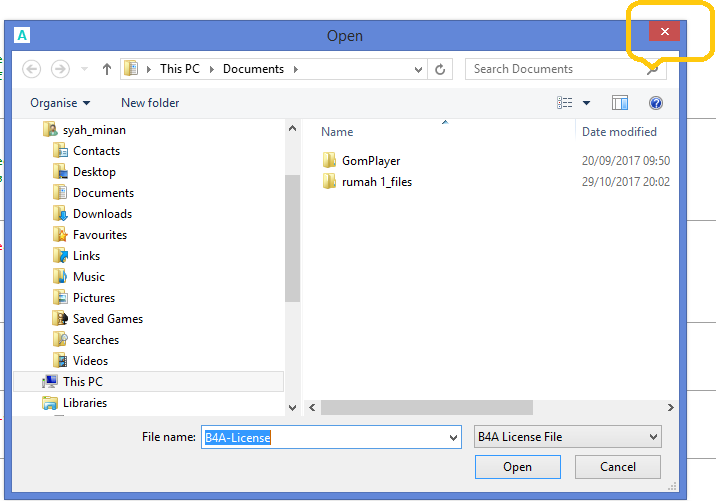 A Open
This PC Documents Search Documents
Organise New folder
syah_minan
Contacts
Desktop
Documents
Downloads
Favourites
Links
Music
Pictures
Saved Games
Searches
Videos
This PC
Libraries
Name Date modified
GomPlayer 20/09/2017 09:50
rumah 1_files 29/10/2017 20:02
File name: B4A-License B4A License File
Open Cancel